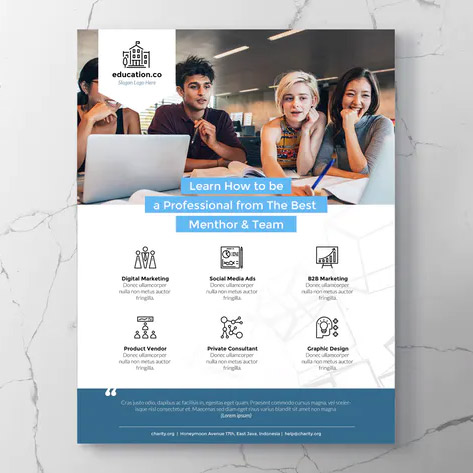 education.co
Slogan Logo Here
Learn How to be
a Professional from The Best
Menthor & Team
Digital Marketing
Donec ullamcorper
nulla non metus auctor
fringilla.
Social Media Ads
Donec ullamcorper
nulla non metus auctor
fringilla.
B2B Marketing
Donec ullamcorper
nulla non metus auctor
fringilla.
Product Vendor
Donec ullamcorper
nulla non metus auctor
fringilla.
Private Consultant
Donec ullamcorper
nulla non metus auctor
fringilla.
Graphic Design
Donec ullamcorper
nulla non metus auctor
fringilla.
“
Cras justo odio, dapibus ac facilisis in, egestas eget quam. Praesent commodo cursus magna, vel
nisl consectetur et. Maecenas sed diam eget risus varius blandit sit amet non magna
(Lorem ipsum)
charity.org | Honeymoon Avenue 17th, East Java, Indonesia | help@charity.org